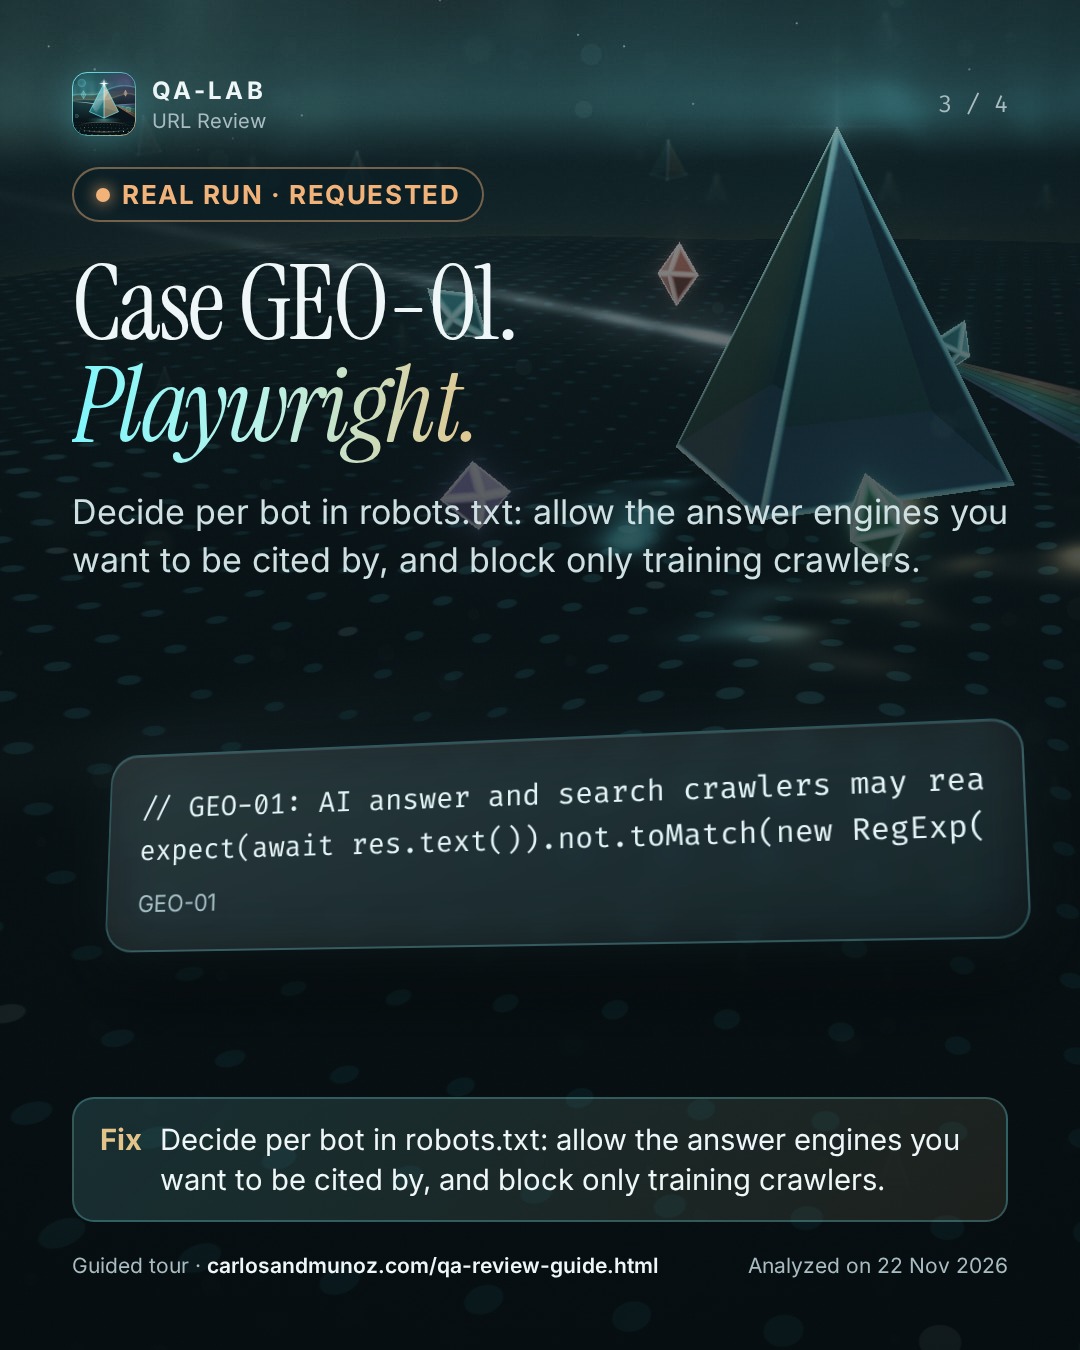 QA-LAB
URL Review
3 / 4
REAL RUN · REQUESTED
Case GEO-01.
Playwright.
Decide per bot in robots.txt: allow the answer engines you
want to be cited by, and block only training crawlers.
// GEO-01: AI answer and search crawlers may rea
expect(await res.text()).not.toMatch(new RegExp(
GEO-01
Fix Decide per bot in robots.txt: allow the answer engines you
want to be cited by, and block only training crawlers.
Guided tour · carlosandmunoz.com/qa-review-guide.html
Analyzed on 22 Nov 2026